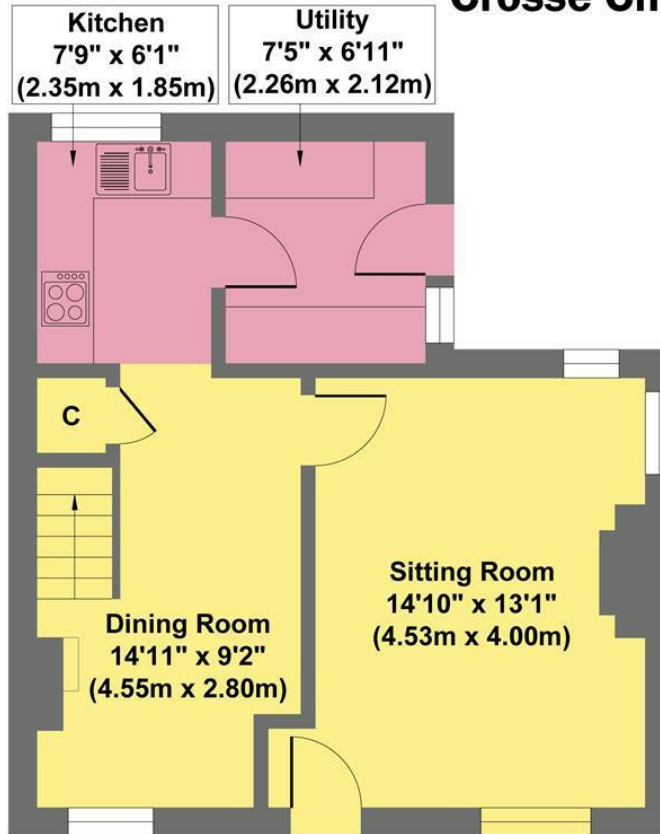 Kitchen
7'9" x 6'1"
(2.35m x 1.85m)
Utility
7'5" x 6'11"
(2.26m x 2.12m)
C
Sitting Room
14'10" x 13'1"
(4.53m x 4.00m)
Dining Room
14'11" x 9'2"
(4.55m x 2.80m)